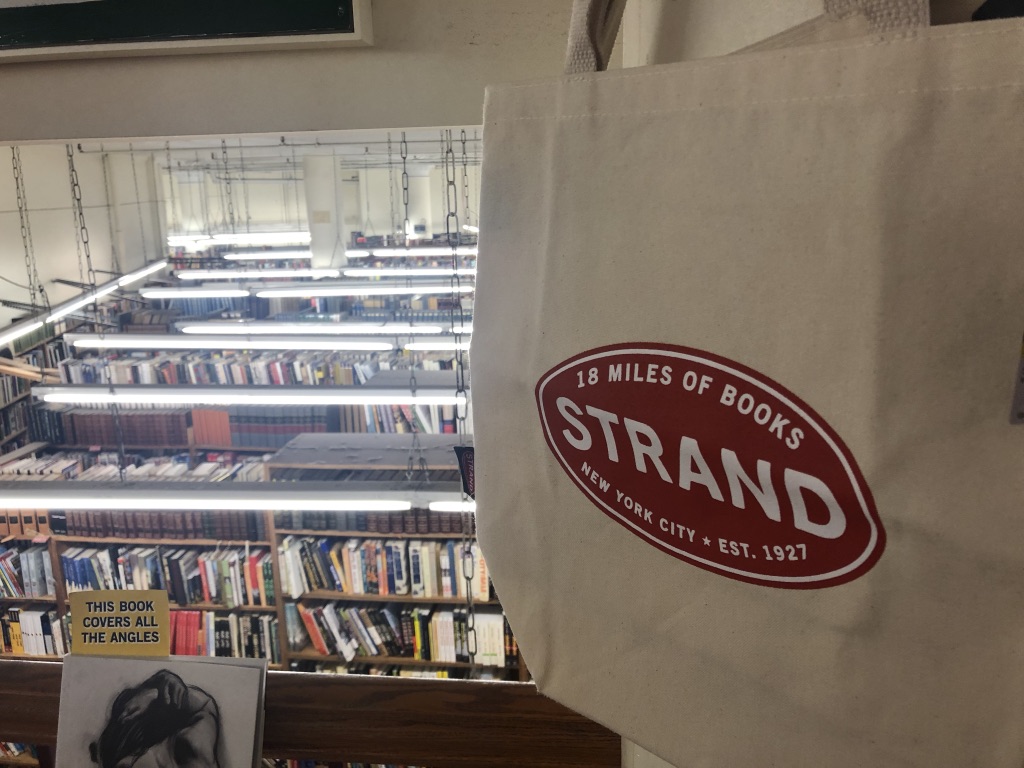 18 MILES OF BOOKS
STRAND
NEW YORK CITY ★ EST. 1927
THIS BOOK
COVERS ALL
THE ANGLES